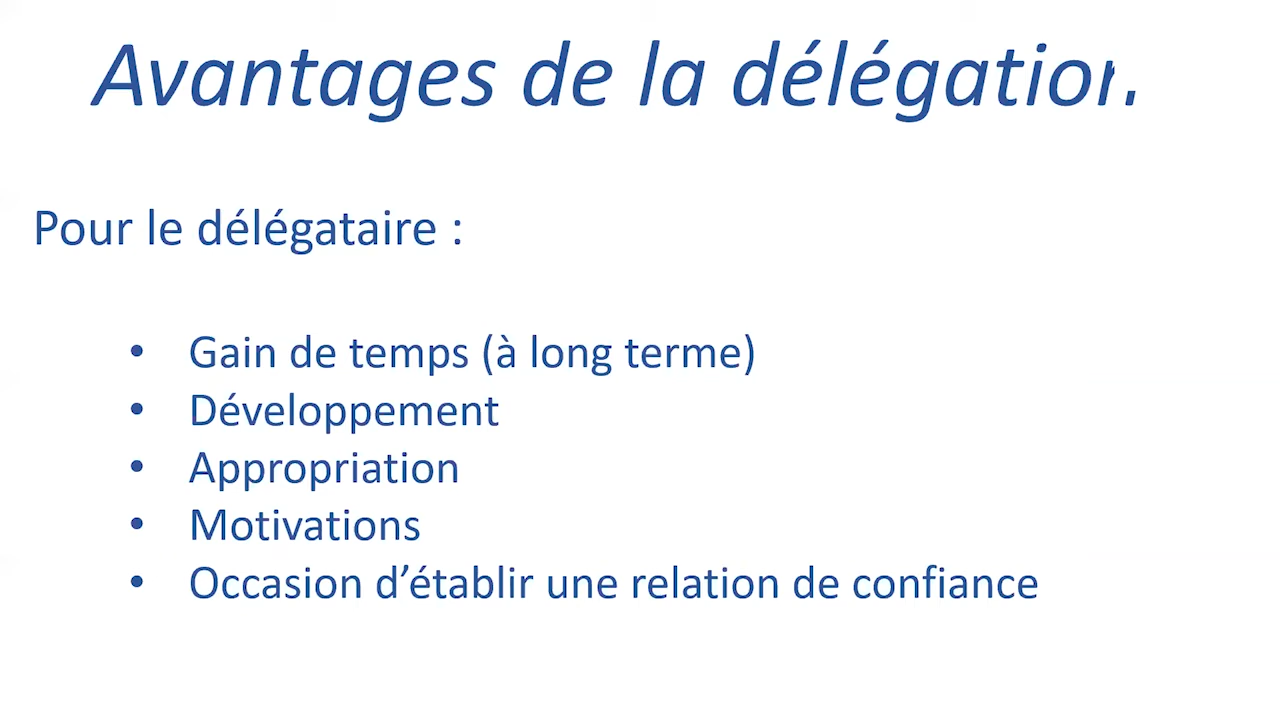 Avantages de la délégation
Pour le délégataire :
• Gain de temps (à long terme)
• Développement
• Appropriation
• Motivations
• Occasion d’établir une relation de confiance